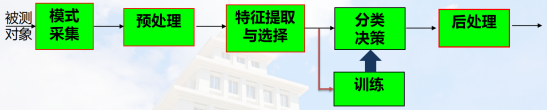 被测
对象
模式
采集
预处理
特征提取
与选择
分类
决策
后处理
训练